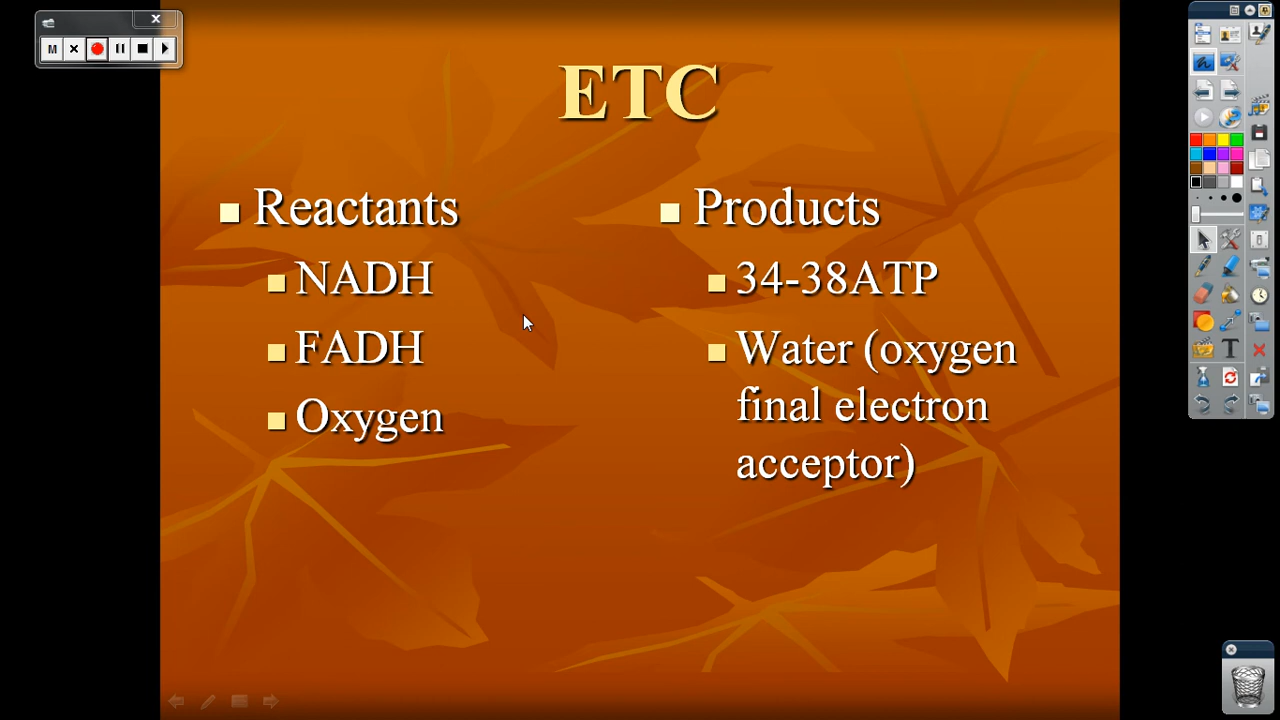 M
ETC
Reactants
NADH
FADH
Oxygen
Products
34-38ATP
Water (oxygen
final electron
acceptor)
T